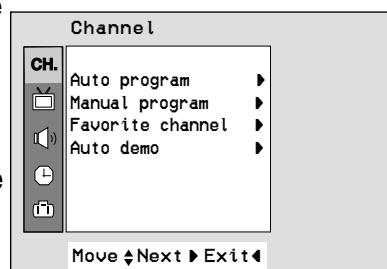 e
Channel
CH.
Auto program
Manual program
Favorite channel
Auto demo
e
Move Next Exit